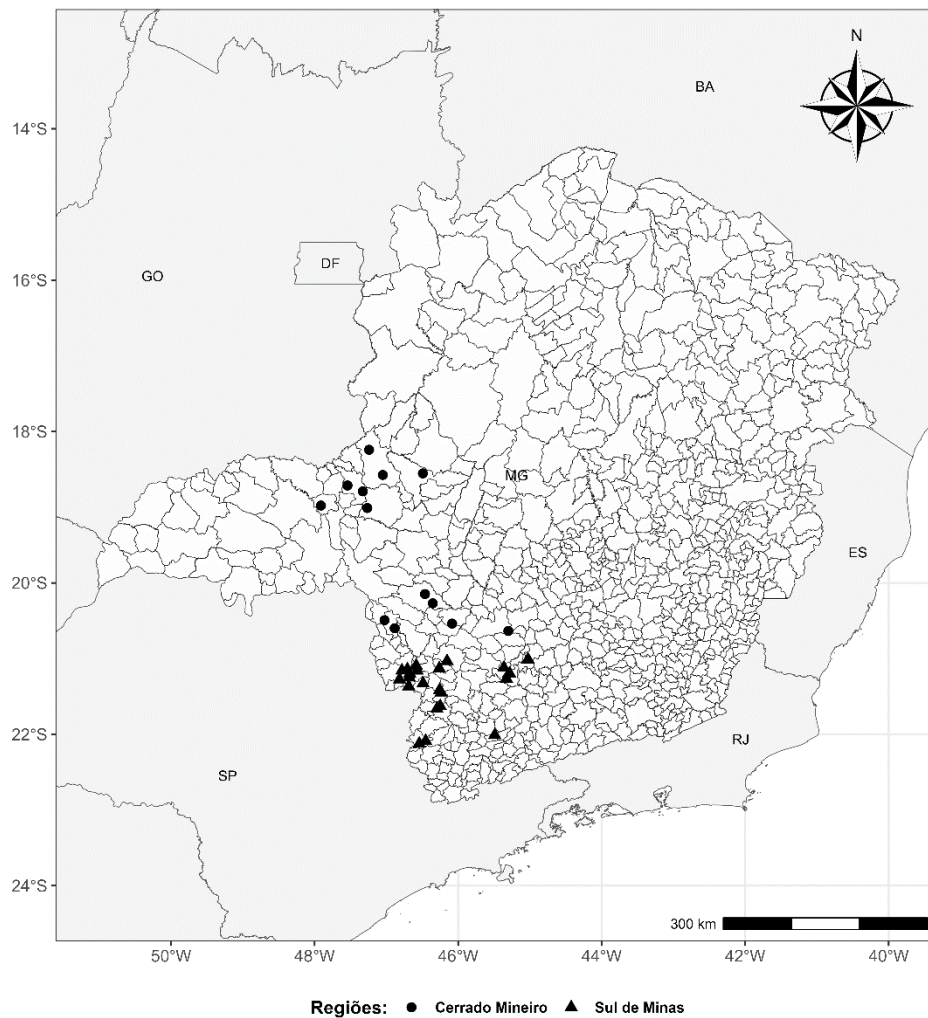 N
BA
14°S
DF
GO
16°S
18°S
MG
ES
20°S
22°S
RJ
SP
24°S
300 km
50°W 48°W 46°W 44°W 42°W 40°W
Regiões: Cerrado Mineiro Sul de Minas